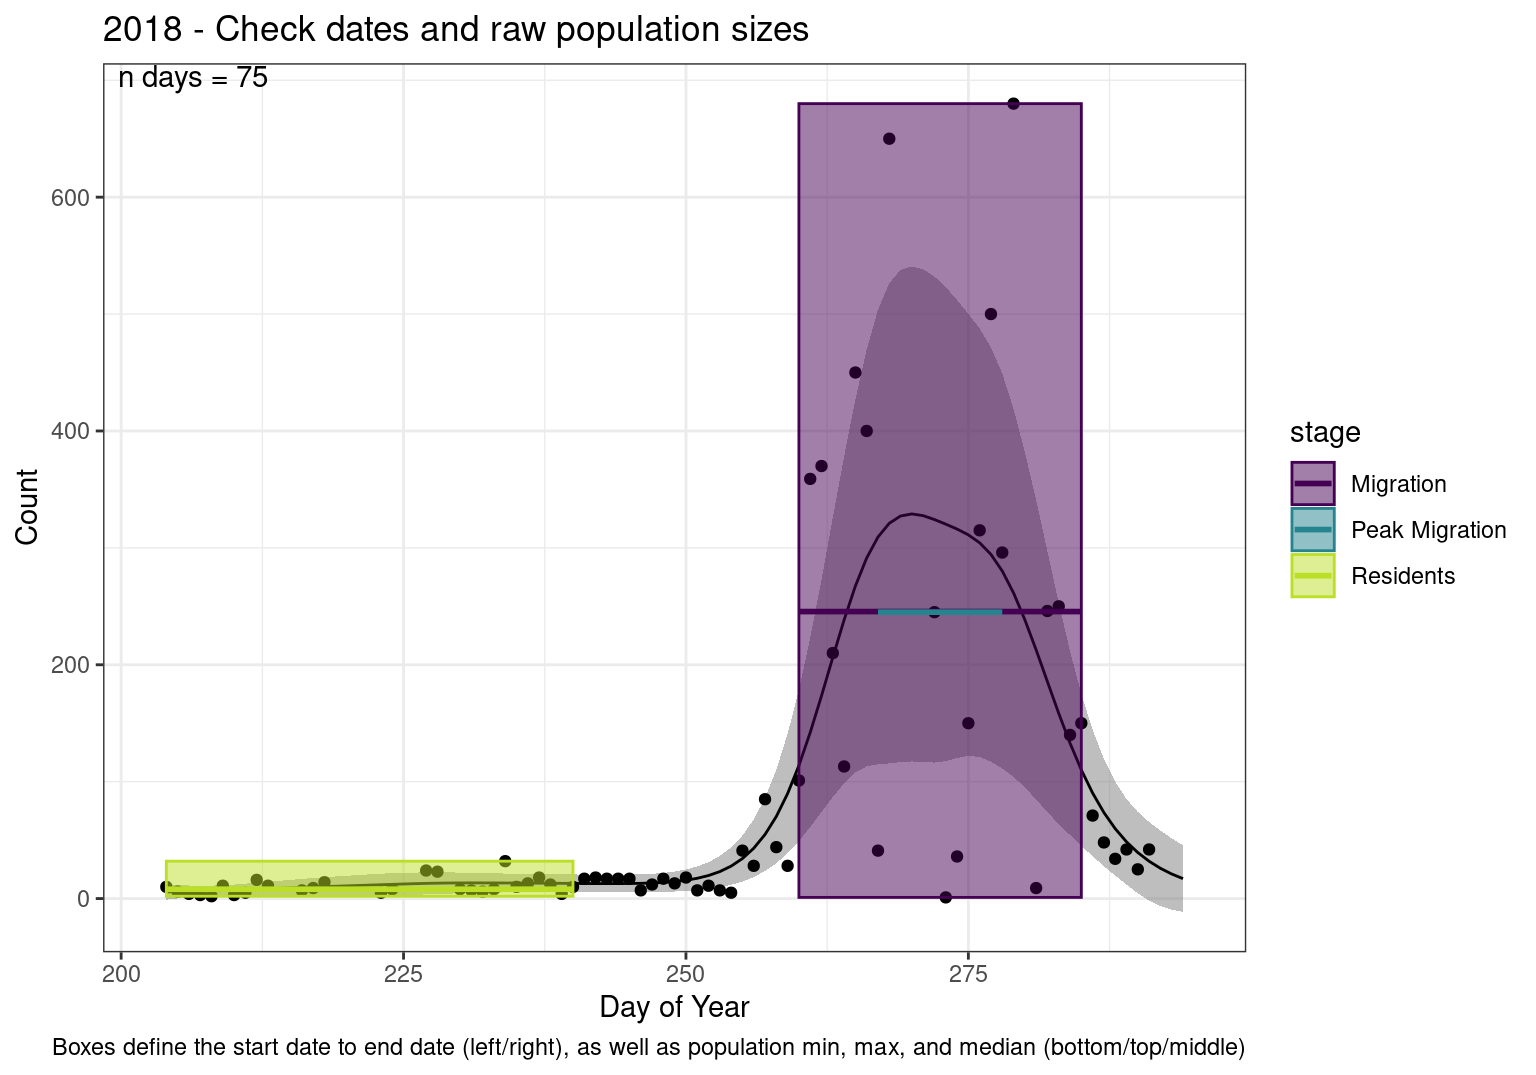 2018 - Check dates and raw population sizes
n days = 75
600
400
200
0
Count
200
225
250
275
Day of Year
stage
Migration
Peak Migration
Residents
Boxes define the start date to end date (left/right), as well as population min, max, and median (bottom/top/middle)